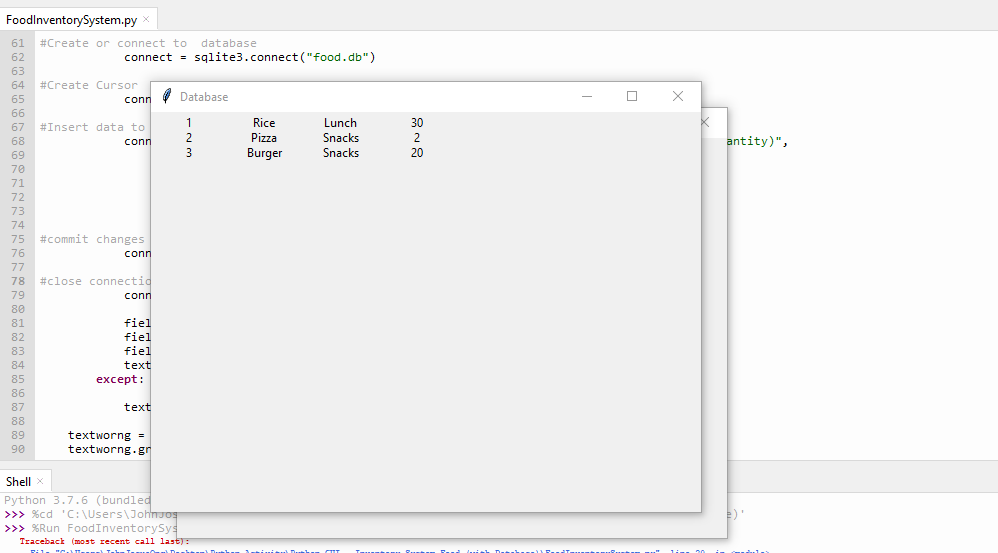 FoodInventorySystem.py ×
61 #Create or connect to database
62 connect = sqlite3.connect("food.db")
63
64 #Create Cursor
65 conn
66
67 #Insert data to
68 conn antity)",
69
70
71
72
73
74
75 #commit changes
76 conn
77
78 #close connectio
79 conn
80
81 fiel
82 fiel
83 fiel
84 text
85 except:
86
87 text
88
89 textworng =
90 textworng.gr
Database
1 Rice Lunch 30
2 Pizza Snacks 2
3 Burger Snacks 20
Shell ×
Python 3.7.6 (bundled
>>> %cd 'C:\Users\JohnJos e)'
>>> %Run FoodInventorySys
Traceback (most recent call last):